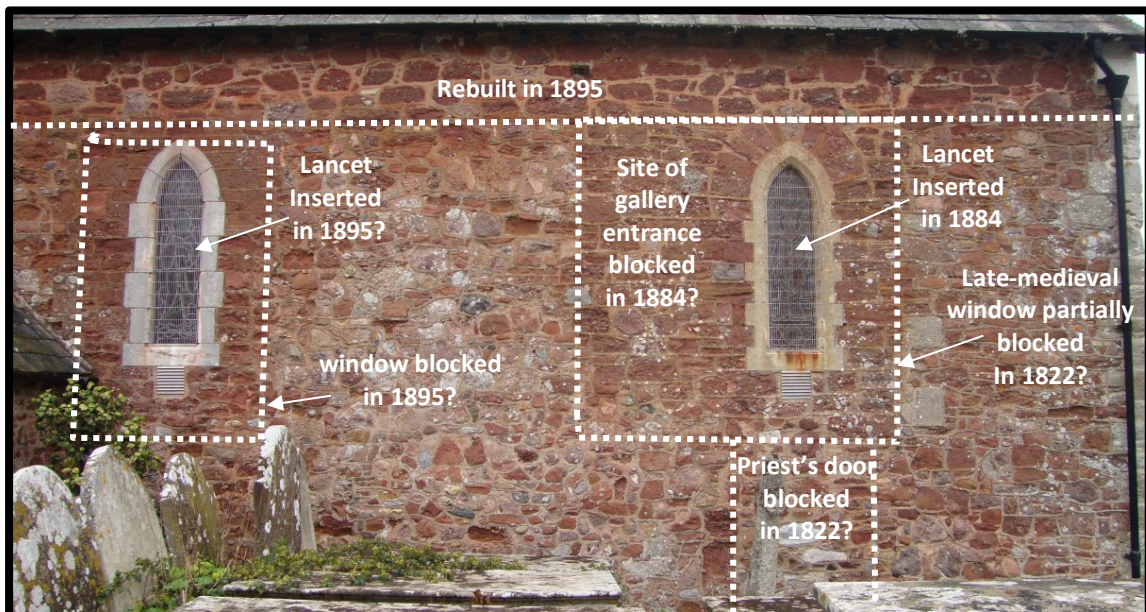 Rebuilt in 1895
Lancet
Inserted
in 1895?
Site of
gallery
entrance
blocked
in 1884?
Lancet
Inserted
in 1884
Late-medieval
window partially
blocked
In 1822?
window blocked
in 1895?
Priest's door
blocked
in 1822?